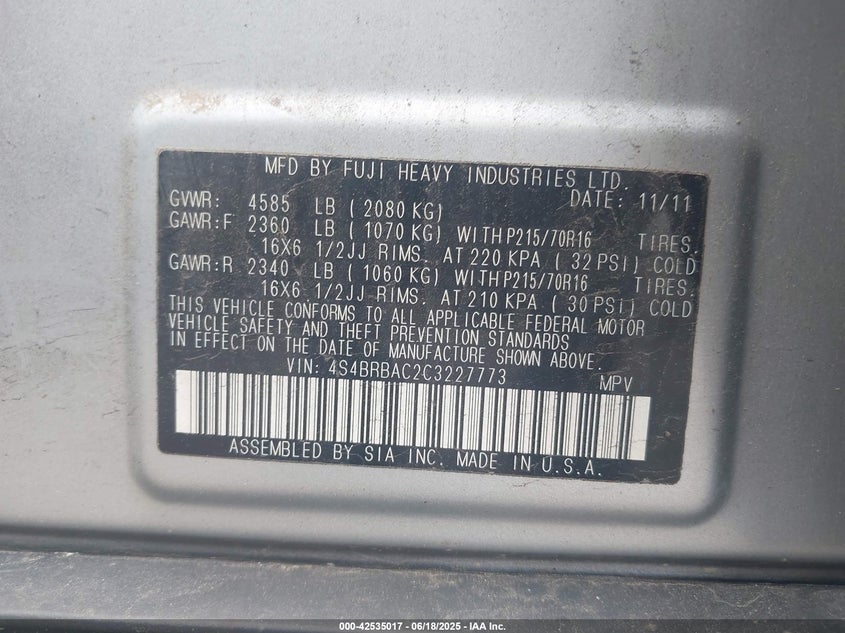 MFD BY FUJI HEAVY INDUSTRIES LTD.
DATE: 11/11
GVWR: 4585 LB ( 2080 KG)
GAWR:F 2360 LB ( 1070 KG) WITHP215/70R16 TIRES,
16X6 1/2JJ RIMS, AT 220 KPA ( 32 PSI) COLD
GAWR:R 2340 LB ( 1060 KG) WITHP215/70R16 TIRES,
16X6 1/2JJ RIMS, AT 210 KPA ( 30 PSI) COLD
THIS VEHICLE CONFORMS TO ALL APPLICABLE FEDERAL MOTOR
VEHICLE SAFETY AND THEFT PREVENTION STANDARDS
IN EFFECT ON THE DATE OF MANUFACTURE SHOWN ABOVE.
VIN: 4S4BRBAC2C3227773 MPV
ASSEMBLED BY SIA INC. MADE IN U.S.A.
000-42535017 - 06/18/2025 - IAA Inc.